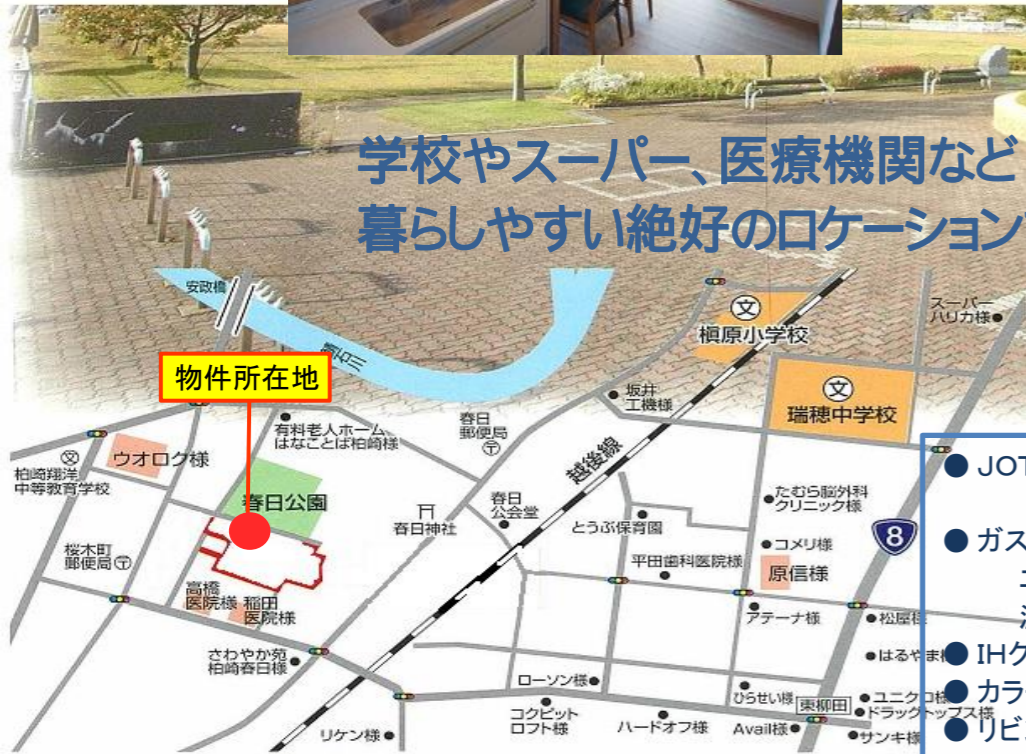 学校やスーパー、医療機関など
暮らしやすい絶好のロケーション
安政橋
鯖石川
物件所在地
文
槇原小学校
スーパー
ハリカ様
文
瑞穂中学校
坂井
工機様
有料老人ホーム
はなことば柏崎様
春日
郵便局
〒
越後線
文
柏崎翔洋
中等教育学校
ウオロク様
春日公園
春日神社
春日
公会堂
とうぶ保育園
たむら脳外科
クリニック様
コメリ様
原信様
平田歯科医院様
8
桜木町
郵便局〒
高橋
医院様
稲田
医院様
アテーナ様
松屋様
さわやか苑
柏崎春日様
はるやま様
ローソン様
ひらせい様
東柳田
ユニクロ様
ドラッグトップス様
リケン様
コクピット
ロフト様
ハードオフ様
Avail様
サンキ様
● JOT
● ガス
● IHク
● カラ
● リビ